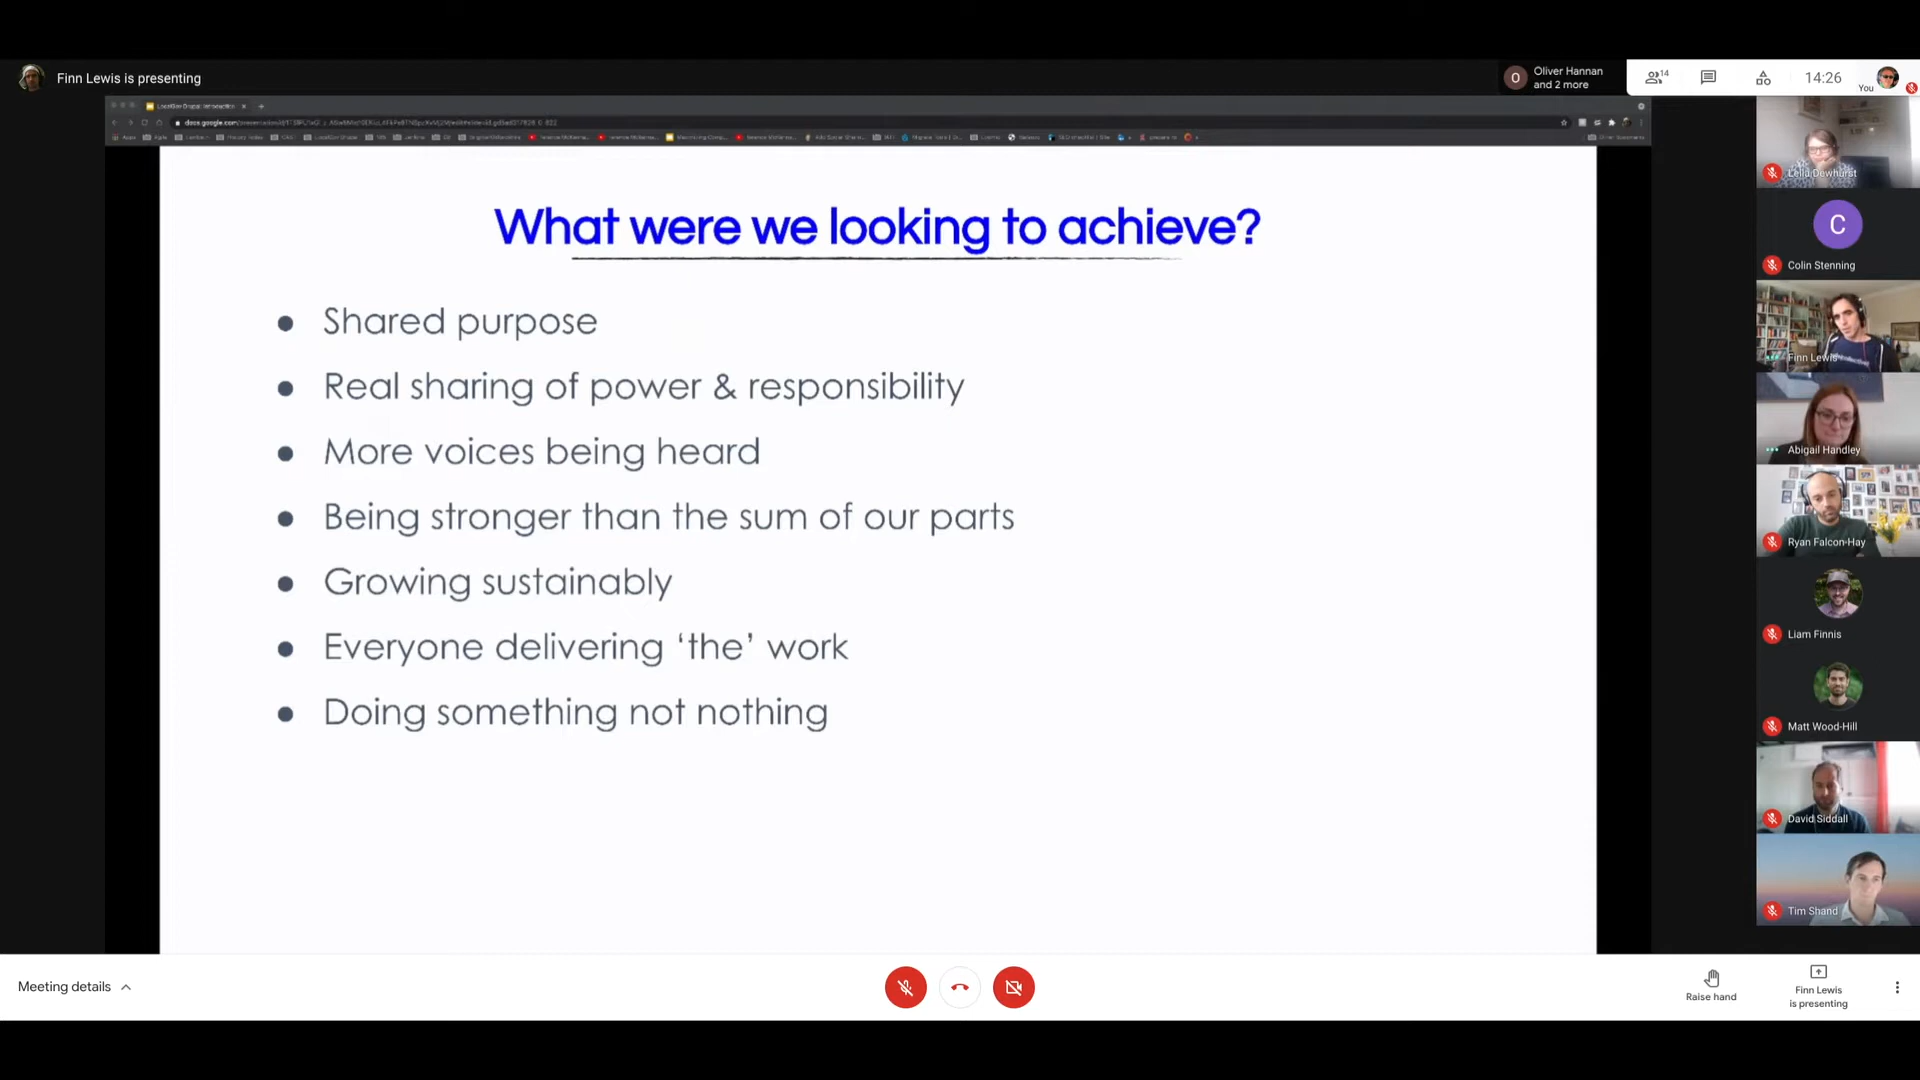 Finn Lewis is presenting
O
Oliver Hannan
and 2 more
14
14:26
You
What were we looking to achieve?
● Shared purpose
● Real sharing of power & responsibility
● More voices being heard
● Being stronger than the sum of our parts
● Growing sustainably
● Everyone delivering ‘the’ work
● Doing something not nothing
Dewhurst
C
Colin Stenning
Finn Lewis
Abigail Handley
Ryan Falcon-Hay
Liam Finnis
Matt Wood-Hill
David Siddall
Tim Shand
Meeting details
Raise hand
Finn Lewis
is presenting